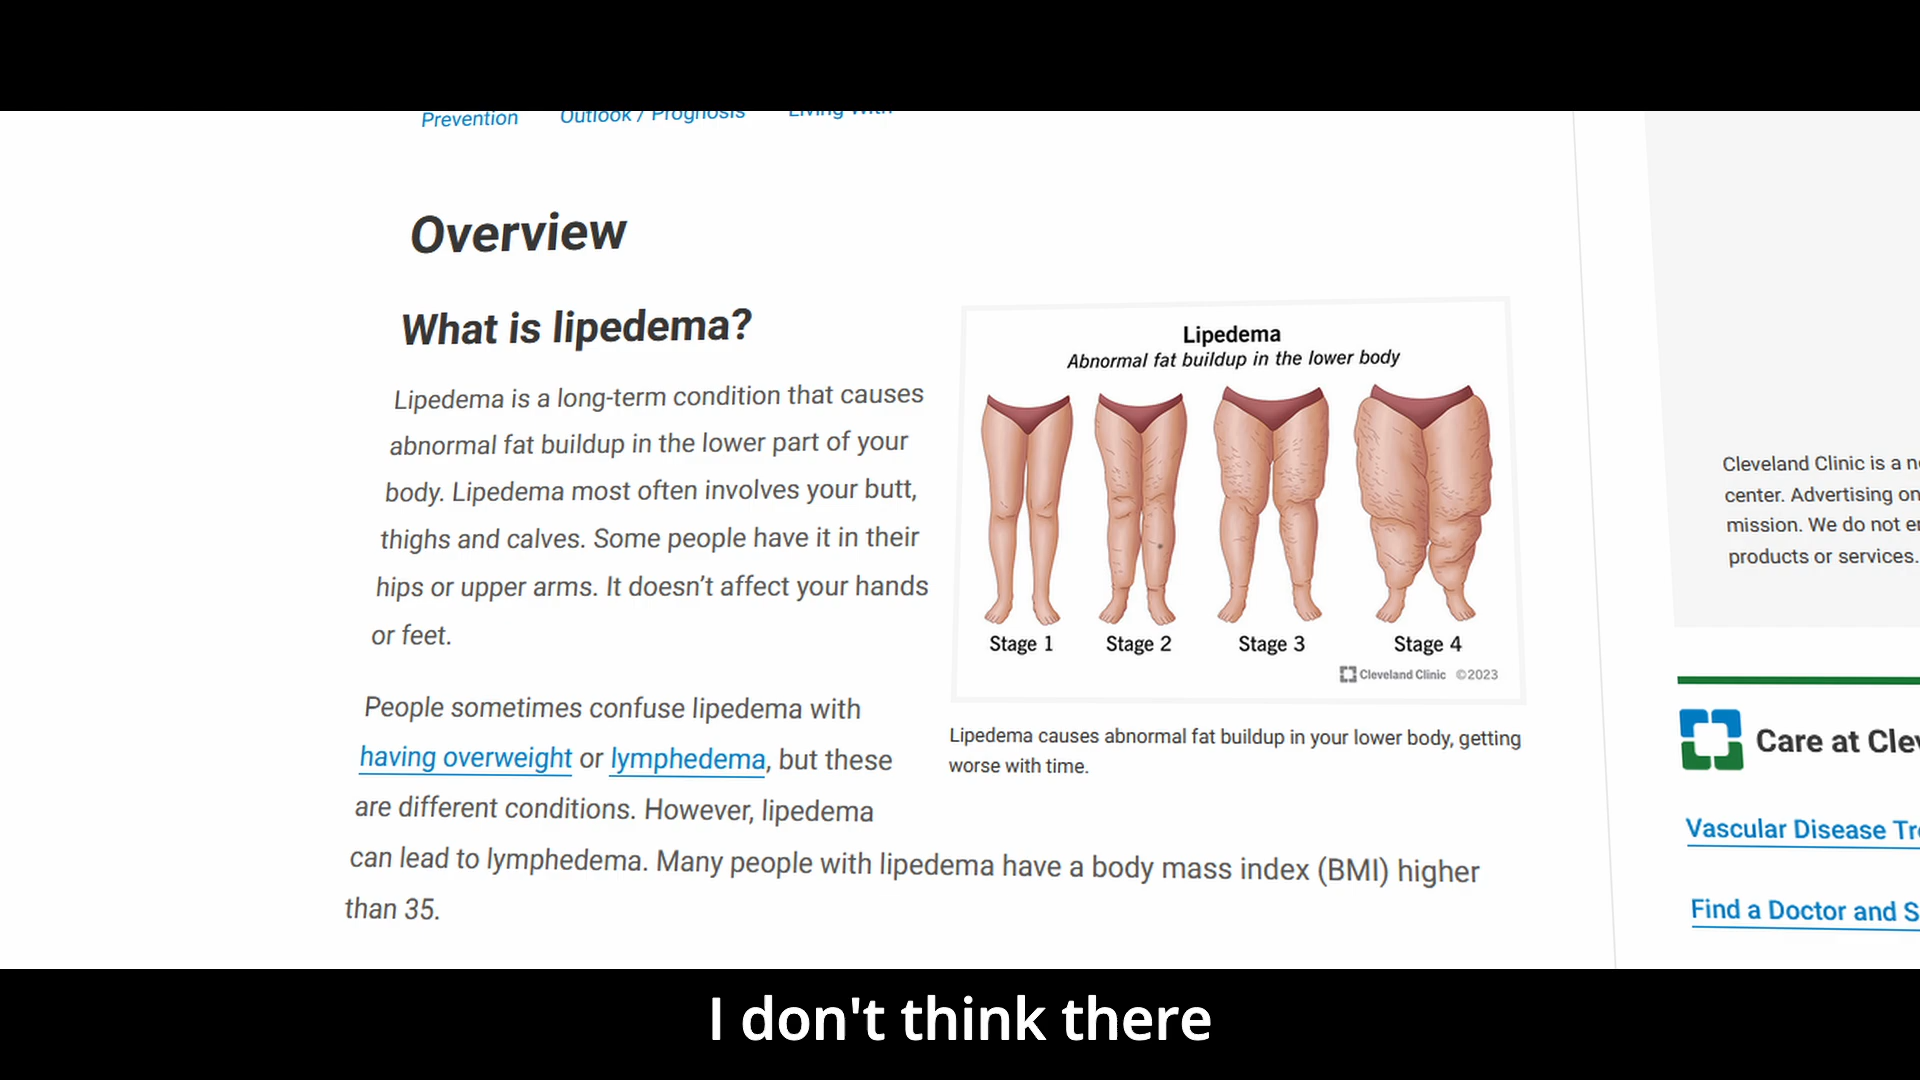 Prevention Outlook / Prognosis Living With
Overview
What is lipedema?
Lipedema is a long-term condition that causes
abnormal fat buildup in the lower part of your
body. Lipedema most often involves your butt,
thighs and calves. Some people have it in their
hips or upper arms. It doesn’t affect your hands
or feet.
People sometimes confuse lipedema with
having overweight or lymphedema, but these
are different conditions. However, lipedema
can lead to lymphedema. Many people with lipedema have a body mass index (BMI) higher
than 35.
Lipedema
Abnormal fat buildup in the lower body
Stage 1 Stage 2 Stage 3 Stage 4
Cleveland Clinic ©2023
Lipedema causes abnormal fat buildup in your lower body, getting
worse with time.
Cleveland Clinic is a
center. Advertising on
mission. We do not
products or services.
Care at
Vascular Disease
Find a Doctor and
I don't think there